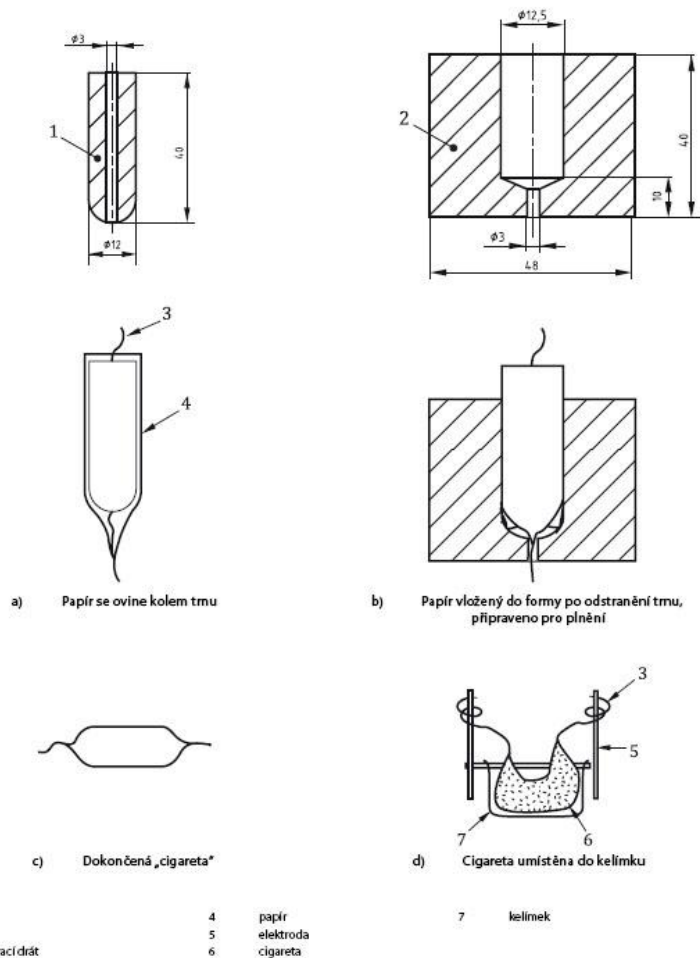 ø3
ø12,5
1
40
2
40
10
ø12
ø3
48
3
4
a) Papír se ovine kolem trnu
b) Papír vložený do formy po odstranění trnu,
připraveno pro plnění
3
5
7
6
c) Dokončená „cigareta“
d) Cigareta umístěna do kelímku
4 papír 7 kelímek
5 elektroda
ací drát 6 cigareta